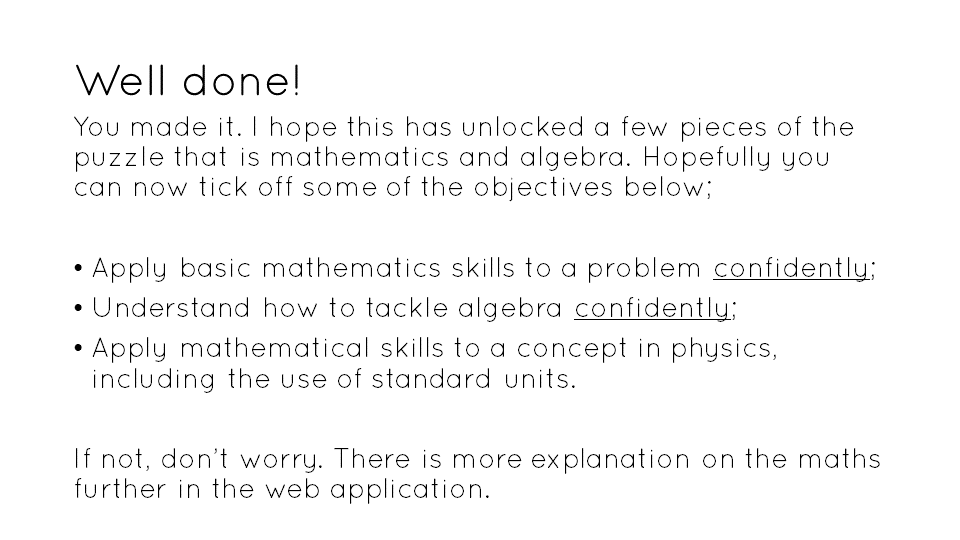 Well done!
You made it. I hope this has unlocked a few pieces of the
puzzle that is mathematics and algebra. Hopefully you
can now tick off some of the objectives below;
• Apply basic mathematics skills to a problem confidently;
• Understand how to tackle algebra confidently;
• Apply mathematical skills to a concept in physics,
including the use of standard units.
If not, don’t worry. There is more explanation on the maths
further in the web application.